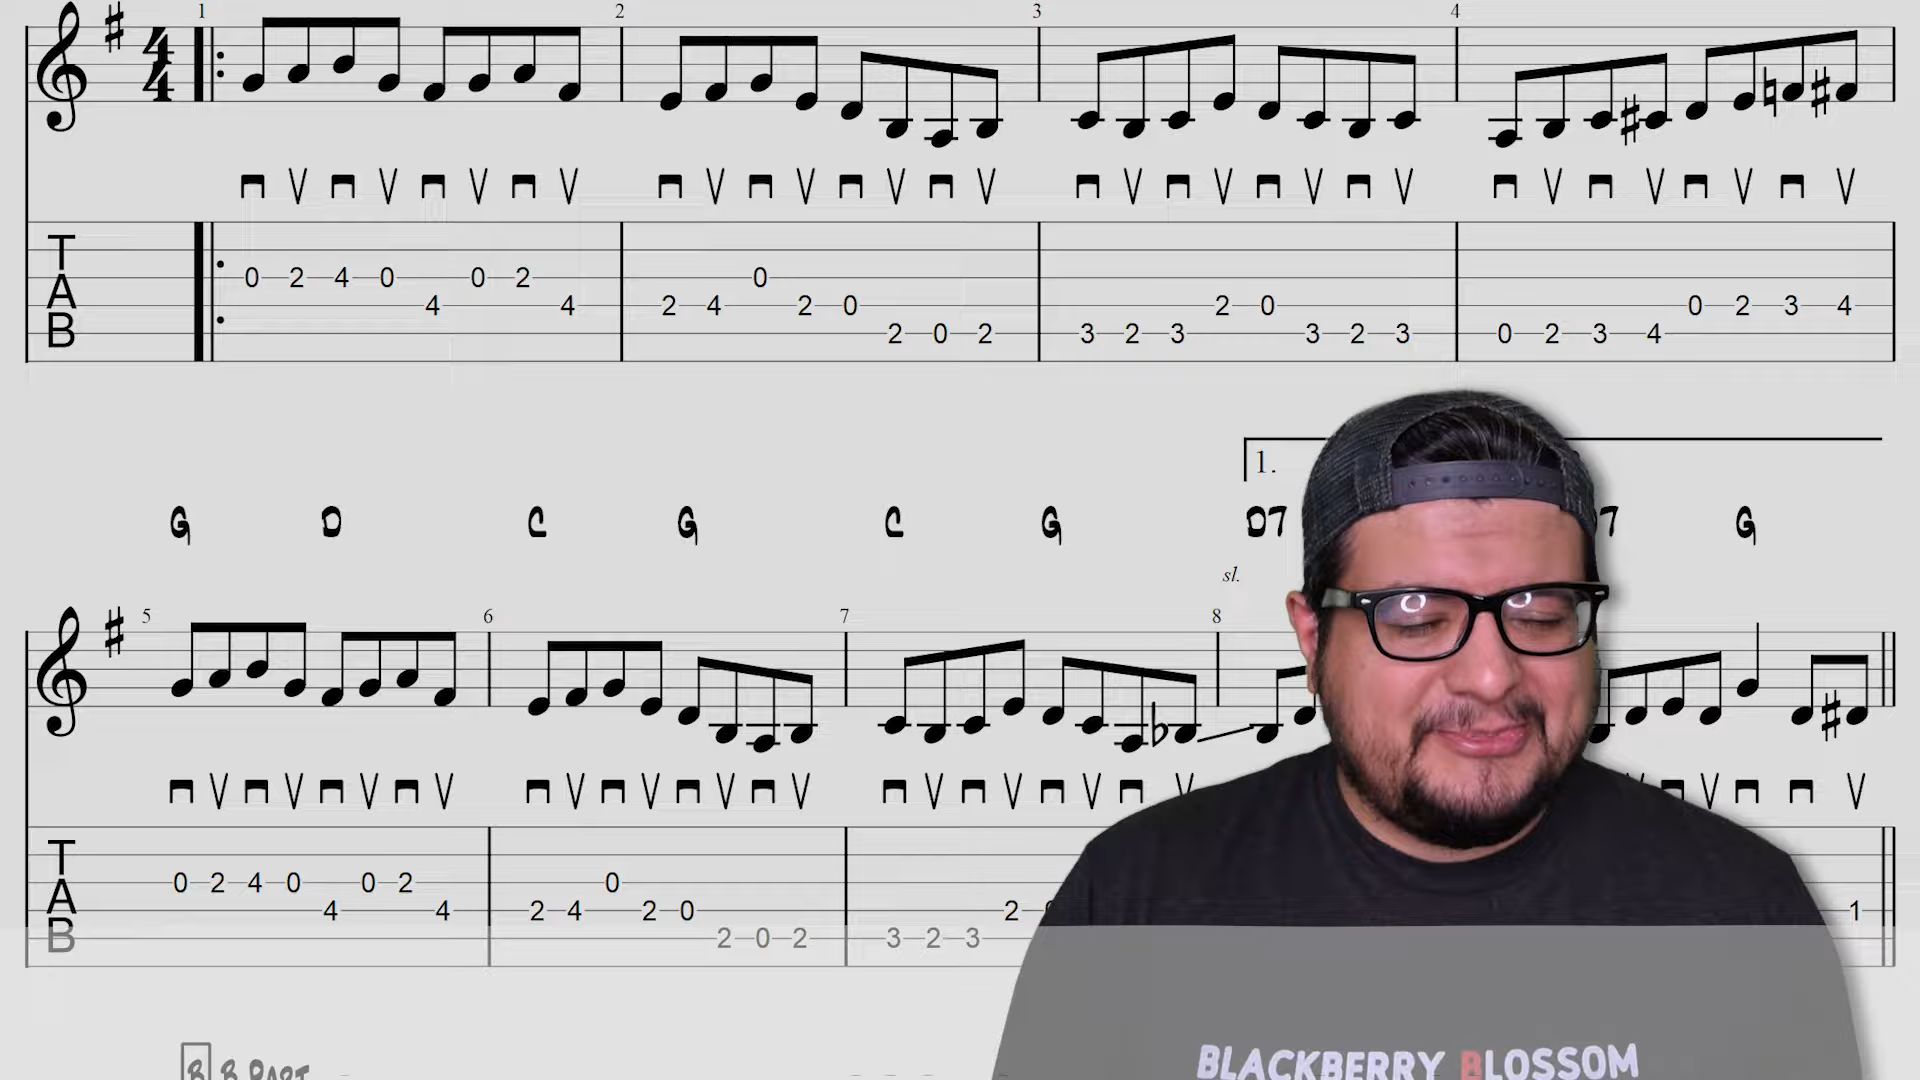 1 2 3 4
4
4
T
A
B
0 2 4 0 0 2 0
4 4 2 4 2 0 2 0 0 2 3 4
2 0 2 3 2 3 3 2 3 0 2 3 4
1.
G D C G C G D7 7 G
sl.
5 6 7 8
T
A
B
0 2 4 0 0 2 0
4 4 2 4 2 0 2 1
2 0 2 3 2 3
B B PART
BLACKBERRY BLOSSOM